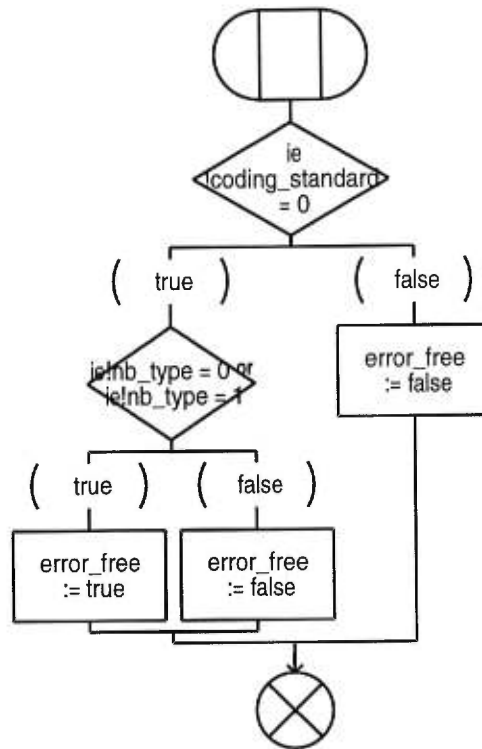 ie
!coding_standard
= 0
( true )
( false )
ie!nb_type = 0 or
ie!nb_type = 1
error_free
:= false
( true )
( false )
error_free
:= true
error_free
:= false